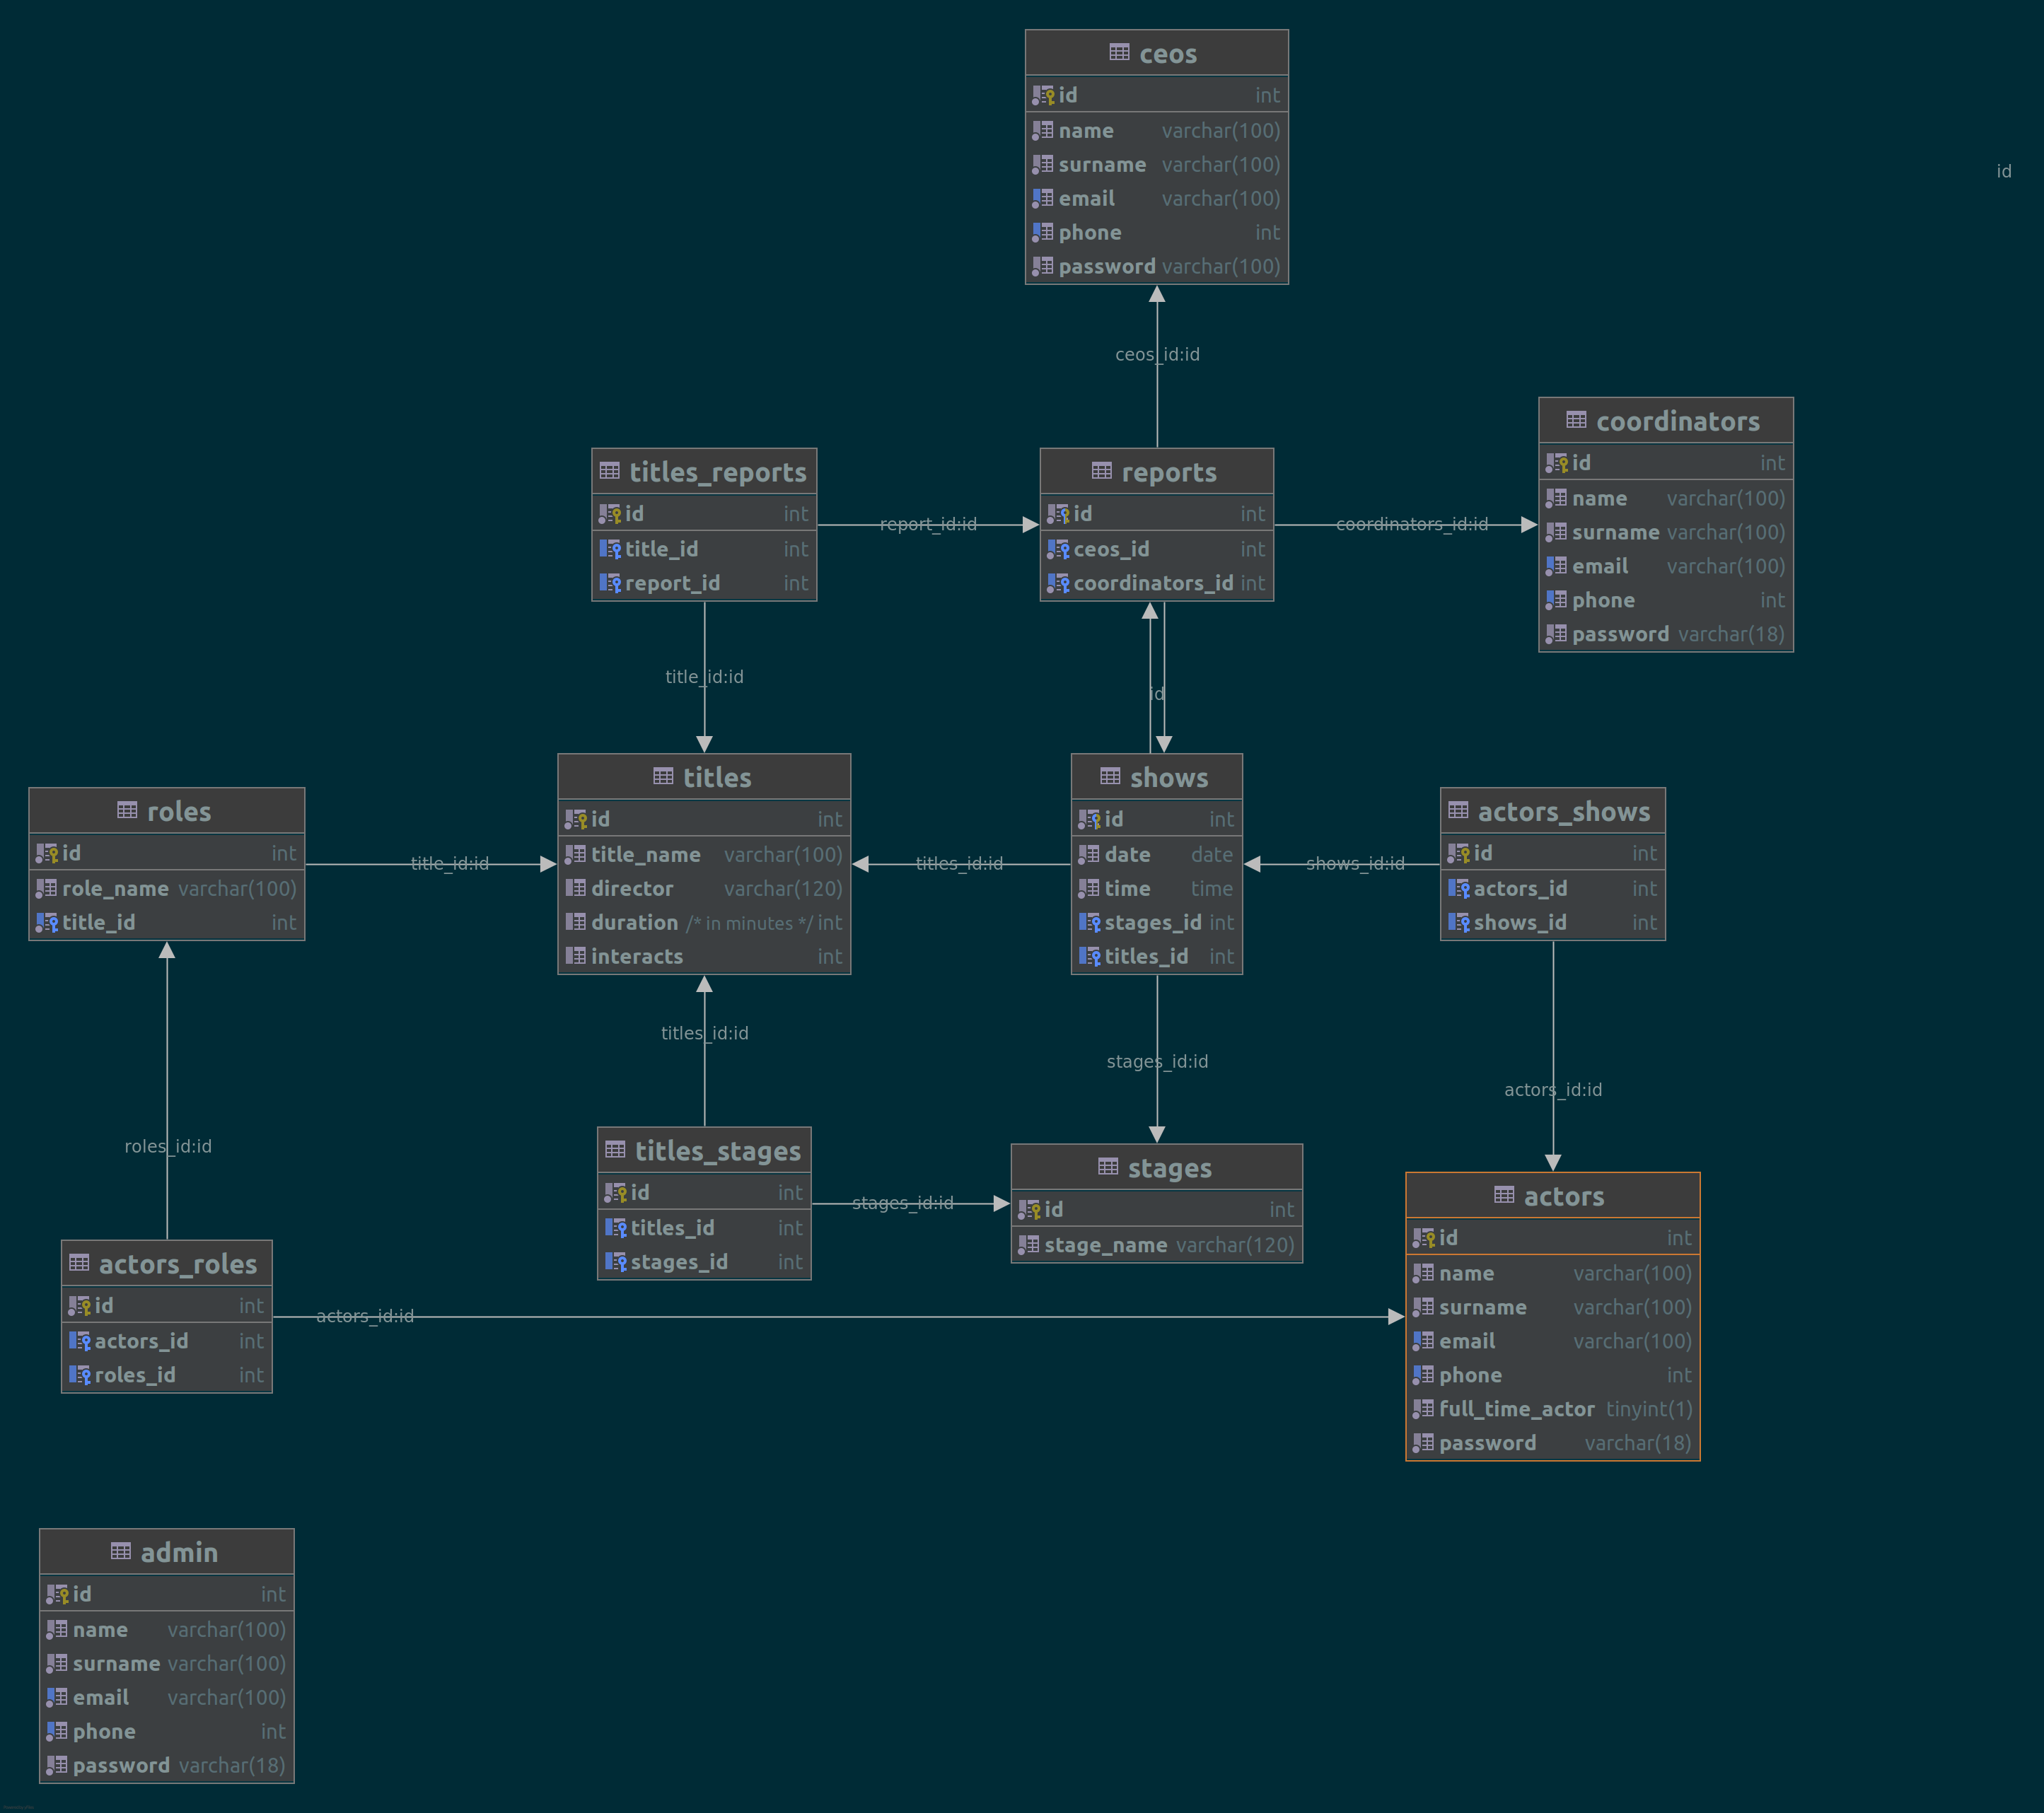 ceos
id int
name varchar(100)
surname varchar(100)
email varchar(100)
phone int
password varchar(100)
id
ceos_id:id
coordinators
id int
name varchar(100)
surname varchar(100)
email varchar(100)
phone int
password varchar(18)
titles_reports
id int
title_id int
report_id int
report_id:id
reports
id int
ceos_id int
coordinators_id int
coordinators_id:id
title_id:id
id
roles
id int
role_name varchar(100)
title_id int
title_id:id
titles
id int
title_name varchar(100)
director varchar(120)
duration /* in minutes */ int
interacts int
titles_id:id
shows
id int
date date
time time
stages_id int
titles_id int
shows_id:id
actors_shows
id int
actors_id int
shows_id int
titles_id:id
stages_id:id
actors_id:id
roles_id:id
titles_stages
id int
titles_id int
stages_id int
stages_id:id
stages
id int
stage_name varchar(120)
actors
id int
name varchar(100)
surname varchar(100)
email varchar(100)
phone int
full_time_actor tinyint(1)
password varchar(18)
actors_roles
id int
actors_id int
roles_id int
actors_id:id
admin
id int
name varchar(100)
surname varchar(100)
email varchar(100)
phone int
password varchar(18)